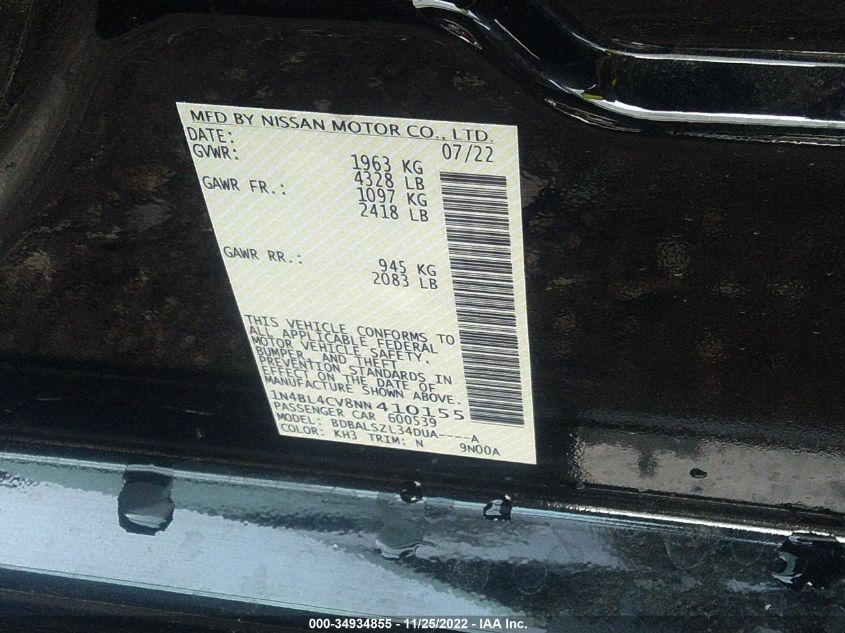 MFD BY NISSAN MOTOR CO., LTD.
DATE: 07/22
GVWR: 1963 KG
4328 LB
GAWR FR.: 1097 KG
2418 LB
GAWR RR.: 945 KG
2083 LB
THIS VEHICLE CONFORMS TO
ALL APPLICABLE FEDERAL
MOTOR VEHICLE SAFETY,
BUMPER, AND THEFT
PREVENTION STANDARDS IN
EFFECT ON THE DATE OF
MANUFACTURE SHOWN ABOVE.
1N4BL4CV8NN 410155
PASSENGER CAR 600539
MODEL: BDBALSZL34DUA----A
COLOR: KH3 TRIM: N 9N00A
000-34934855 - 11/25/2022 - IAA Inc.